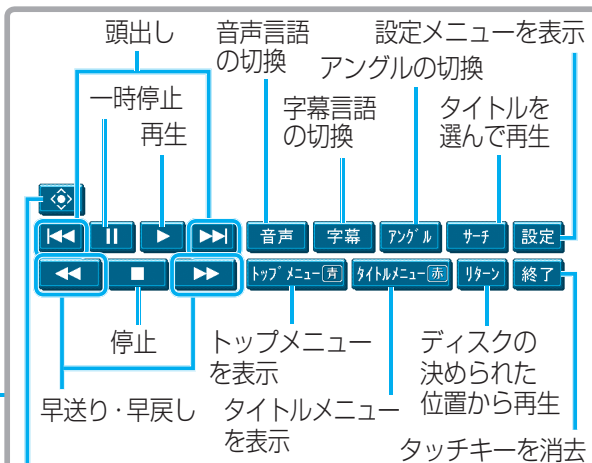 頭出し
音声言語
の切換
設定メニューを表示
アングルの切換
一時停止
字幕言語
の切換
タイトルを
選んで再生
再生
音声
字幕
アングル
サーチ
設定
トップメニー青
タイトルメニュー赤
リターン
終了
停止
トップメニュー
を表示
ディスクの
決められた
位置から再生
早送り・早戻し
タイトルメニュー
を表示
タッチキーを消去